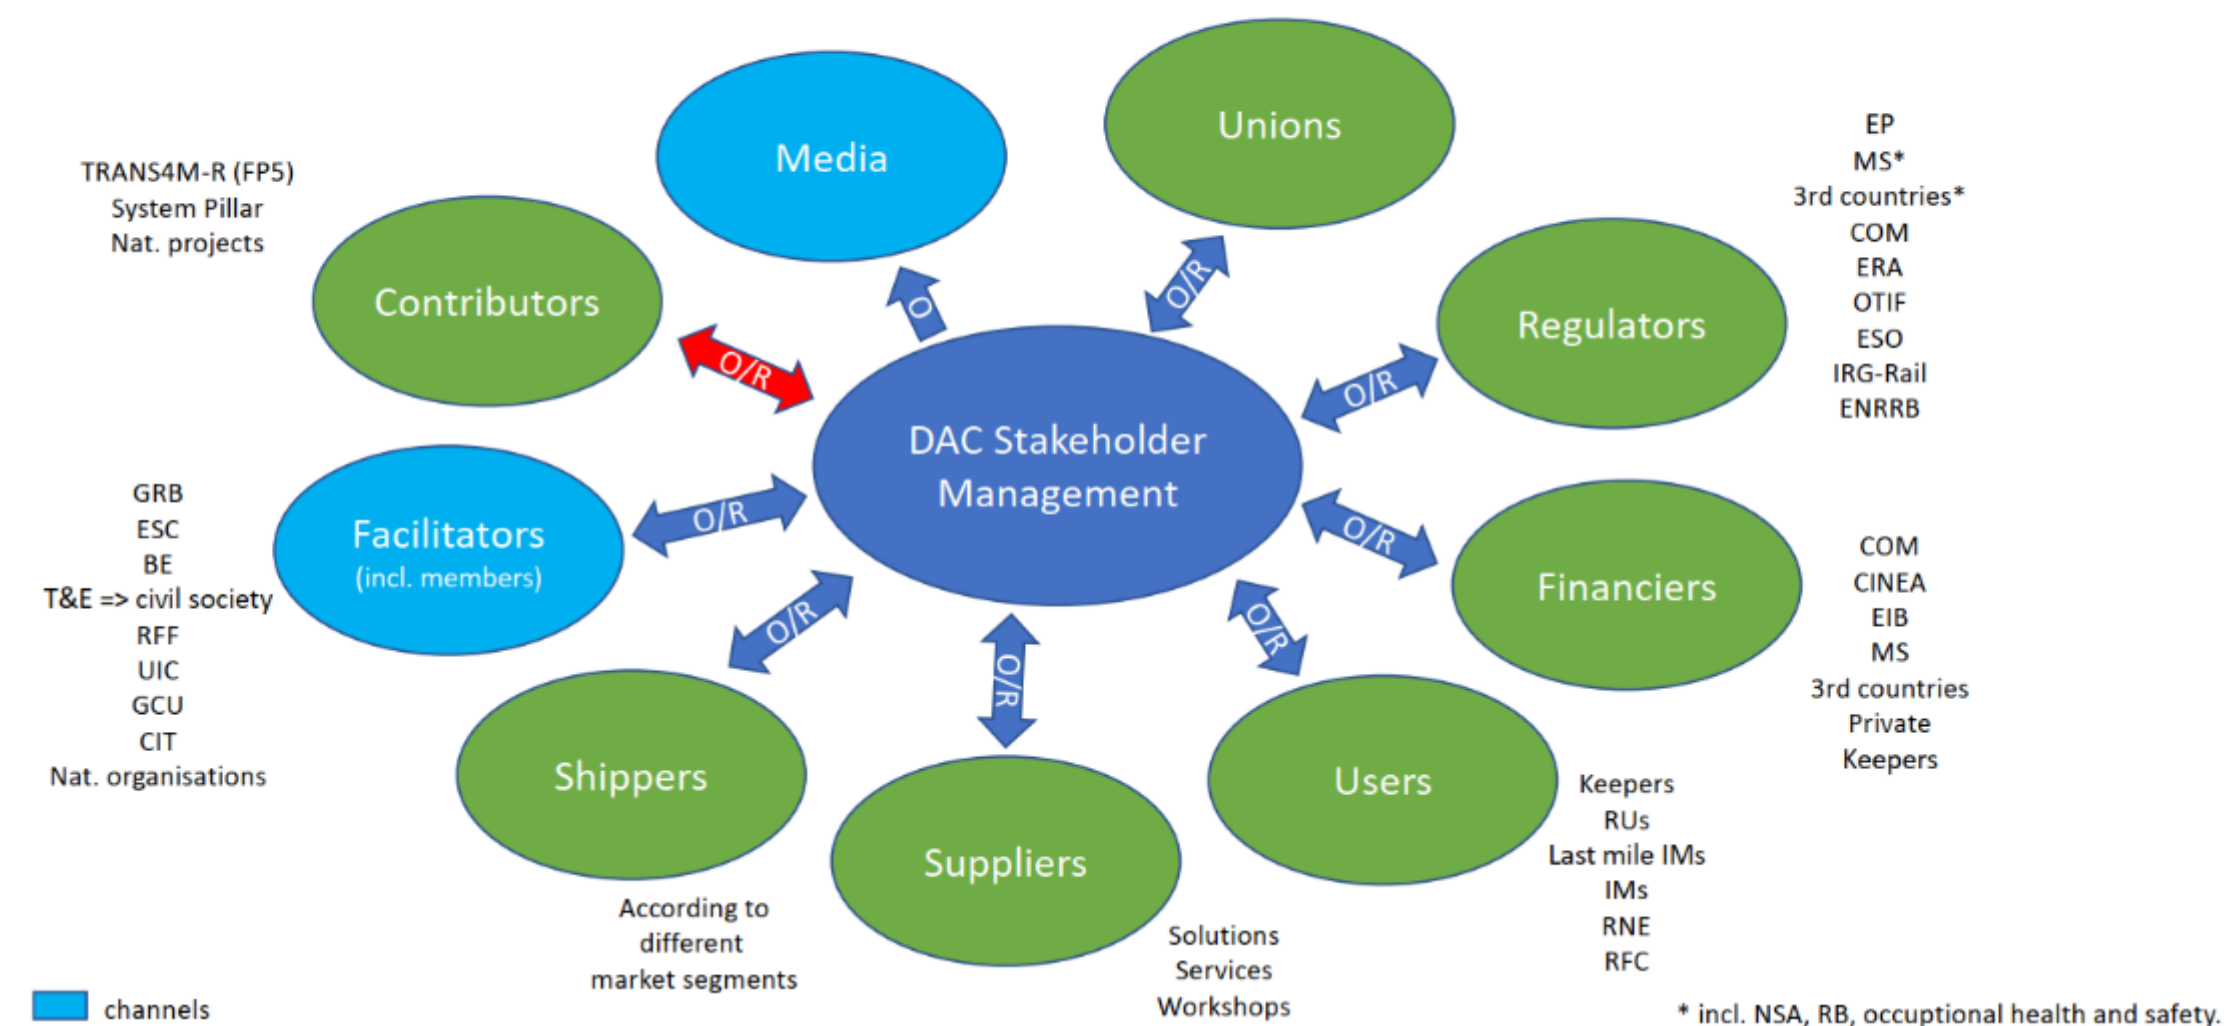 Media
O
Unions
O/R
EP
MS*
3rd countries*
COM
ERA
OTIF
ESO
IRG-Rail
ENRRB
Regulators
O/R
TRANS4M-R (FP5)
System Pillar
Nat. projects
Contributors
O/R
DAC Stakeholder
Management
GRB
ESC
BE
T&E => civil society
RFF
UIC
GCU
CIT
Nat. organisations
Facilitators
(incl. members)
O/R
O/R
Financiers
COM
CINEA
EIB
MS
3rd countries
Private
Keepers
O/R
Shippers
According to
different
market segments
O/R
Suppliers
Solutions
Services
Workshops
O/R
Users
Keepers
RUs
Last mile IMs
IMs
RNE
RFC
channels
* incl. NSA, RB, occuptional health and safety.